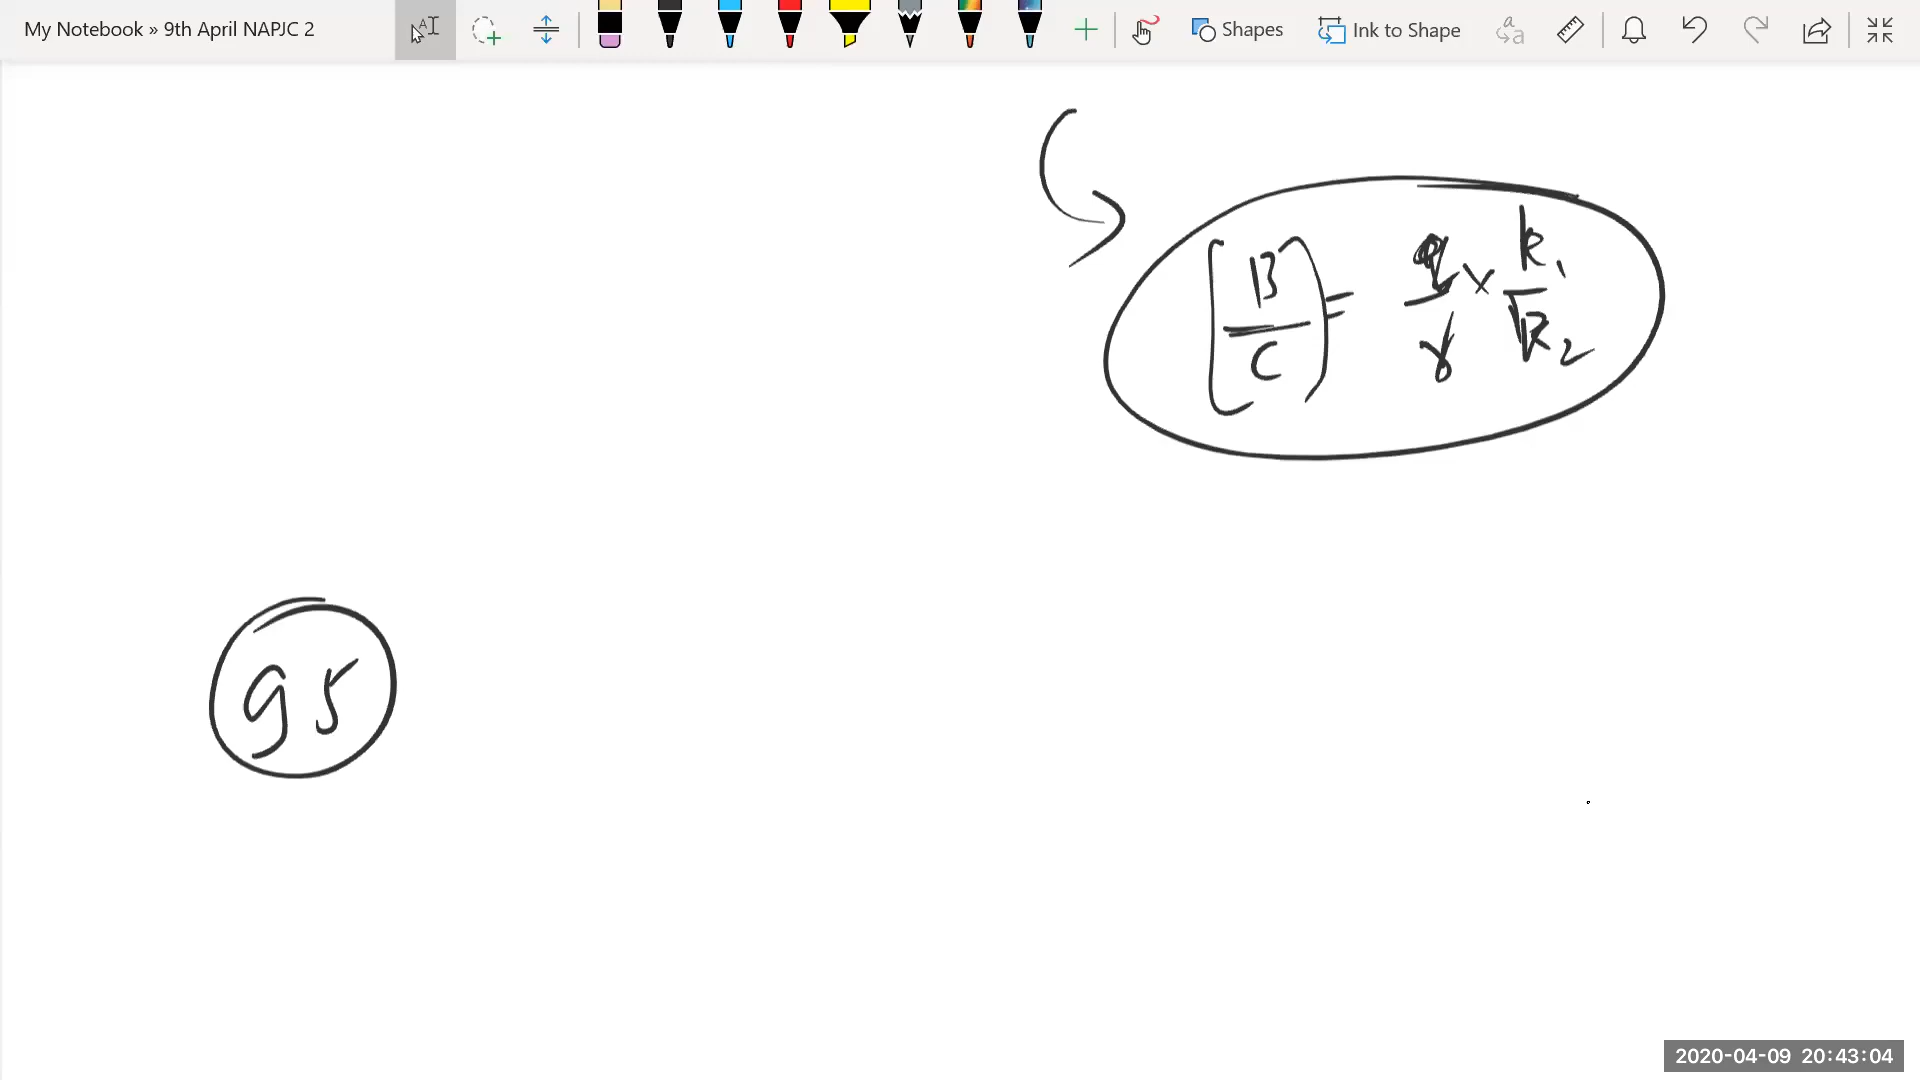 My Notebook » 9th April NAPJC 2
Shapes
Ink to Shape
[B/C] = q/r × k1/k2
95
2020-04-09 20:43:04